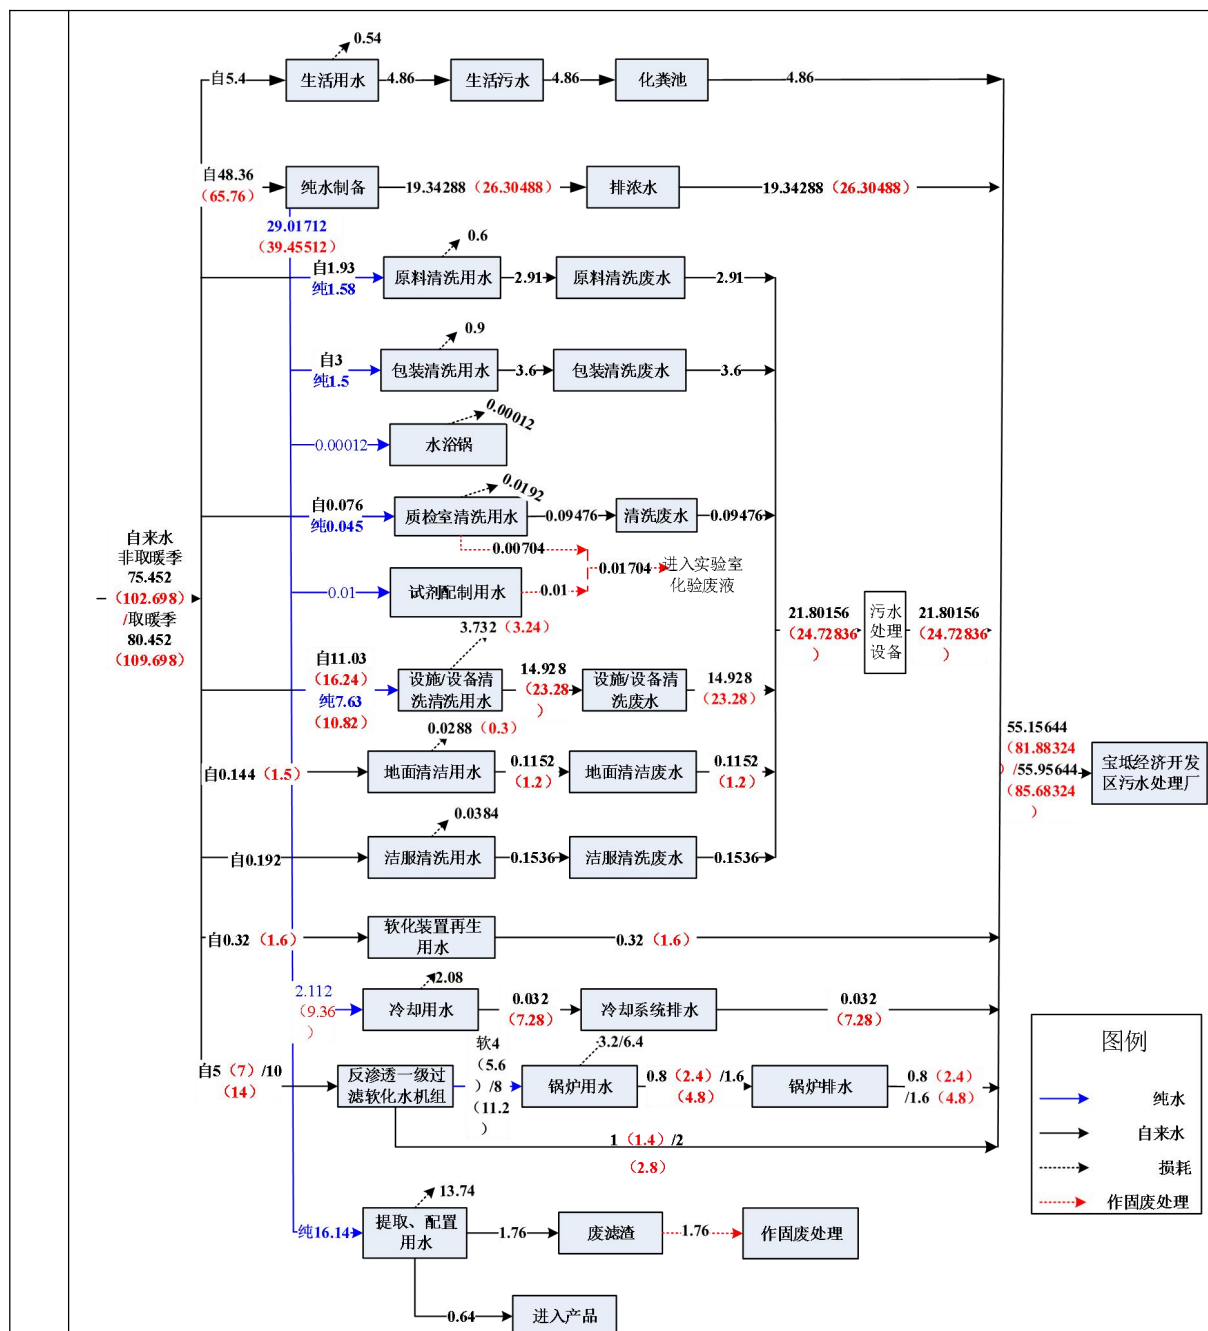 0.54
自5.4
生活用水
4.86
生活污水
4.86
化粪池
4.86
自48.36
（65.76）
纯水制备
19.34288（26.30488）
排浓水
19.34288（26.30488）
29.01712
（39.45512）
0.6
自1.93
纯1.58
原料清洗用水
2.91
原料清洗废水
2.91
0.9
自3
纯1.5
包装清洗用水
3.6
包装清洗废水
3.6
0.00012
0.00012
水浴锅
0.0192
自0.076
纯0.045
质检室清洗用水
0.09476
清洗废水
0.09476
0.00704
0.01704
进入实验室
化验废液
0.01
试剂配制用水
0.01
自来水
非取暖季
75.452
（102.698）
/取暖季
80.452
（109.698）
3.732（3.24）
自11.03
（16.24）
纯7.63
（10.82）
设施/设备清
洗清洗用水
14.928
（23.28
）
设施/设备清
洗废水
14.928
（23.28）
21.80156
（24.72836
）
污水
处理
设备
21.80156
（24.72836
）
0.0288（0.3）
自0.144（1.5）
地面清洁用水
0.1152
（1.2）
地面清洁废水
0.1152
（1.2）
55.15644
（81.88324
）/55.95644
（85.68324
）
宝坻经济开发
区污水处理厂
0.0384
自0.192
洁服清洗用水
0.1536
洁服清洗废水
0.1536
自0.32（1.6）
软化装置再生
用水
0.32（1.6）
2.08
2.112
（9.36
）
冷却用水
0.032
（7.28）
冷却系统排水
0.032
（7.28）
自5（7）/10
（14）
反渗透一级过
滤软化水机组
软4
（5.6
）/8
（11.2
）
3.2/6.4
锅炉用水
0.8（2.4）/1.6
（4.8）
锅炉排水
0.8（2.4）
/1.6（4.8）
1（1.4）/2
（2.8）
13.74
纯16.14
提取、配置
用水
1.76
废滤渣
1.76
作固废处理
0.64
进入产品
图例
纯水
自来水
损耗
作固废处理